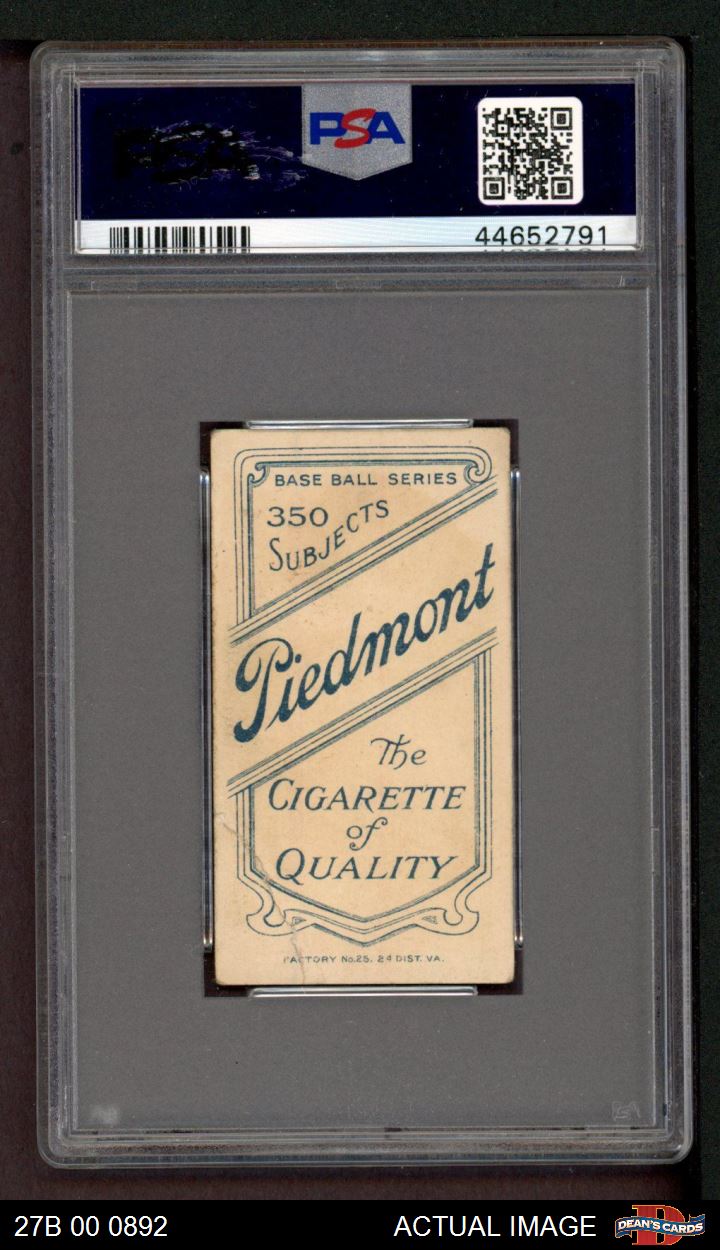 PSA
44652791
BASE BALL SERIES
350
SUBJECTS
Piedmont
The
CIGARETTE
of
QUALITY
FACTORY No.25. 2d DIST. VA.
27B 00 0892
ACTUAL IMAGE
DEAN'S CARDS